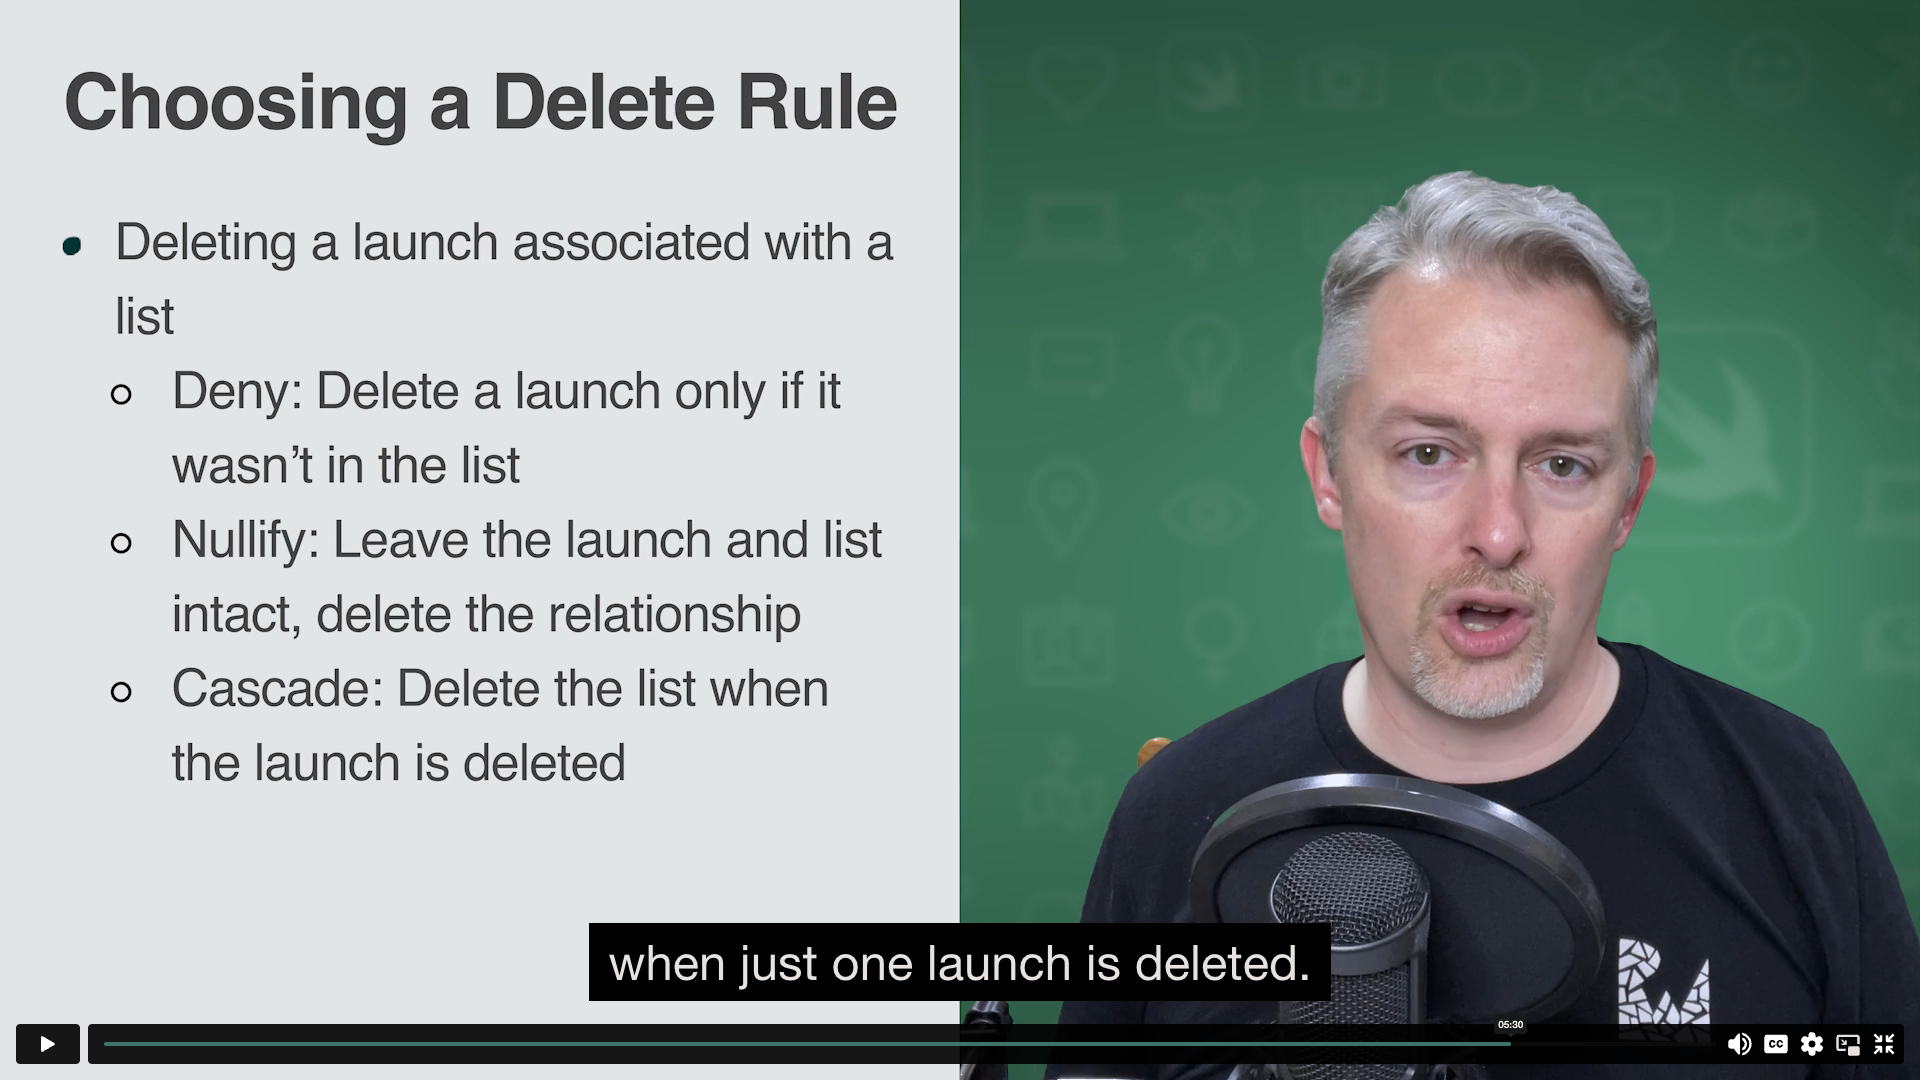 Choosing a Delete Rule
Deleting a launch associated with a
list
Deny: Delete a launch only if it
wasn’t in the list
Nullify: Leave the launch and list
intact, delete the relationship
Cascade: Delete the list when
the launch is deleted
when just one launch is deleted.
05:30
CC